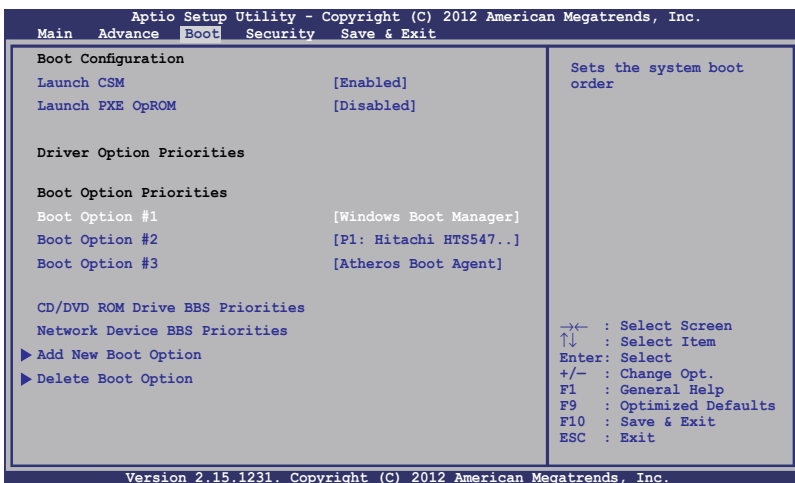 Aptio Setup Utility - Copyright (C) 2012 American Megatrends, Inc.
Main Advance Boot Security Save & Exit
Boot Configuration
Launch CSM [Enabled]
Launch PXE OpROM [Disabled]
Driver Option Priorities
Boot Option Priorities
Boot Option #1 [Windows Boot Manager]
Boot Option #2 [P1: Hitachi HTS547..]
Boot Option #3 [Atheros Boot Agent]
CD/DVD ROM Drive BBS Priorities
Network Device BBS Priorities
Add New Boot Option
Delete Boot Option
Sets the system boot
order
→← : Select Screen
↑↓ : Select Item
Enter: Select
+/— : Change Opt.
F1 : General Help
F9 : Optimized Defaults
F10 : Save & Exit
ESC : Exit
Version 2.15.1231. Copyright (C) 2012 American Megatrends, Inc.